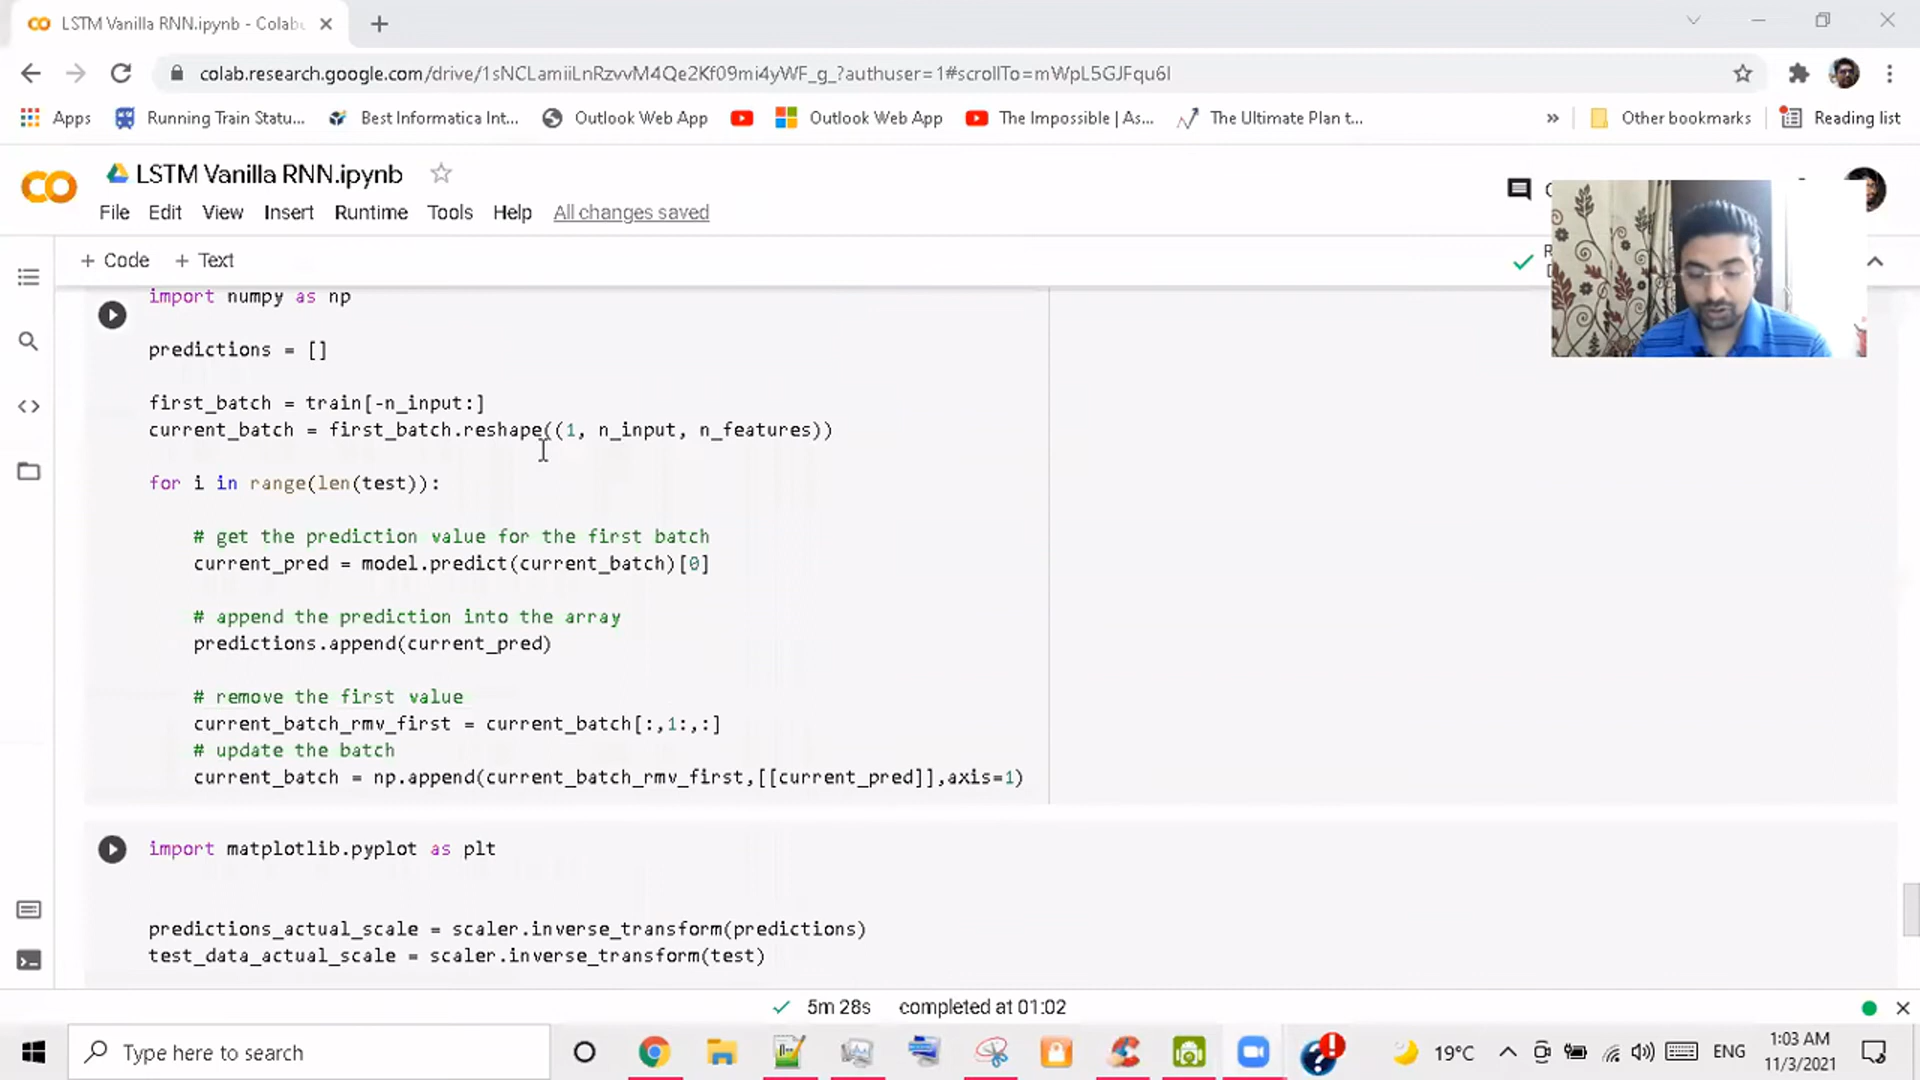 LSTM Vanilla RNN.ipynb - Colabo
colab.research.google.com/drive/1sNCLamiiLnRzvvM4Qe2Kf09mi4yWF_g_?authuser=1#scrollTo=mWpL5GJFqu6I
Apps Running Train Statu... Best Informatica Int... Outlook Web App Outlook Web App The Impossible | As... The Ultimate Plan t... » Other bookmarks Reading list
LSTM Vanilla RNN.ipynb
File Edit View Insert Runtime Tools Help All changes saved
+ Code + Text
import numpy as np
predictions = []
first_batch = train[-n_input:]
current_batch = first_batch.reshape((1, n_input, n_features))
for i in range(len(test)):
# get the prediction value for the first batch
current_pred = model.predict(current_batch)[0]
# append the prediction into the array
predictions.append(current_pred)
# remove the first value
current_batch_rmv_first = current_batch[:,1:,:]
# update the batch
current_batch = np.append(current_batch_rmv_first,[[current_pred]],axis=1)
import matplotlib.pyplot as plt
predictions_actual_scale = scaler.inverse_transform(predictions)
test_data_actual_scale = scaler.inverse_transform(test)
5m 28s completed at 01:02
Type here to search
19°C
ENG
1:03 AM
11/3/2021